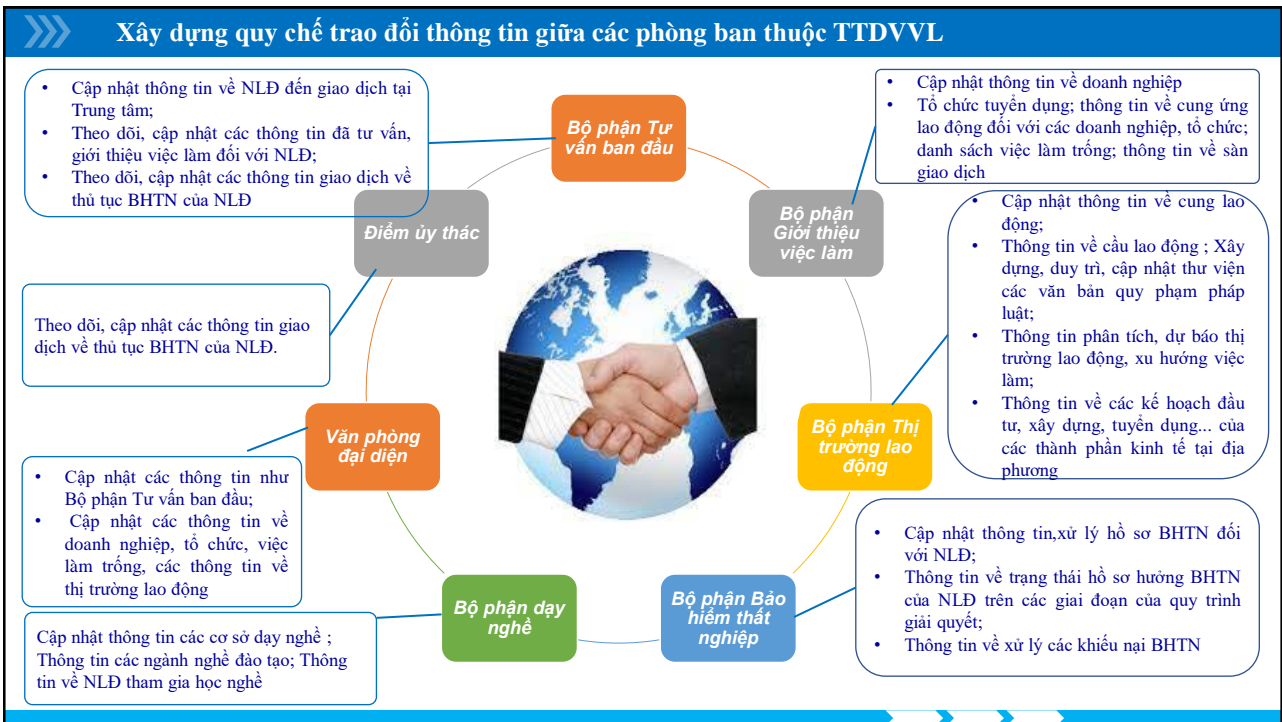 Xây dựng quy chế trao đổi thông tin giữa các phòng ban thuộc TTDVVL
• Cập nhật thông tin về NLĐ đến giao dịch tại
Trung tâm;
• Theo dõi, cập nhật các thông tin đã tư vấn,
giới thiệu việc làm đối với NLĐ;
• Theo dõi, cập nhật các thông tin giao dịch về
thủ tục BHTN của NLĐ
Bộ phận Tư
vấn ban đầu
• Cập nhật thông tin về doanh nghiệp
• Tổ chức tuyển dụng; thông tin về cung ứng
lao động đối với các doanh nghiệp, tổ chức;
danh sách việc làm trống; thông tin về sàn
giao dịch
Điểm ủy thác
Bộ phận
Giới thiệu
việc làm
• Cập nhật thông tin về cung lao
động;
• Thông tin về cầu lao động ; Xây
dựng, duy trì, cập nhật thư viện
các văn bản quy phạm pháp
luật;
• Thông tin phân tích, dự báo thị
trường lao động, xu hướng việc
làm;
• Thông tin về các kế hoạch đầu
tư, xây dựng, tuyển dụng... của
các thành phần kinh tế tại địa
phương
Theo dõi, cập nhật các thông tin giao
dịch về thủ tục BHTN của NLĐ.
Văn phòng
đại diện
Bộ phận Thị
trường lao
động
• Cập nhật các thông tin như
Bộ phận Tư vấn ban đầu;
• Cập nhật các thông tin về
doanh nghiệp, tổ chức, việc
làm trống, các thông tin về
thị trường lao động
• Cập nhật thông tin,xử lý hồ sơ BHTN đối
với NLĐ;
• Thông tin về trạng thái hồ sơ hưởng BHTN
của NLĐ trên các giai đoạn của quy trình
giải quyết;
• Thông tin về xử lý các khiếu nại BHTN
Bộ phận dạy
nghề
Bộ phận Bảo
hiểm thất
nghiệp
Cập nhật thông tin các cơ sở dạy nghề ;
Thông tin các ngành nghề đào tạo; Thông
tin về NLĐ tham gia học nghề